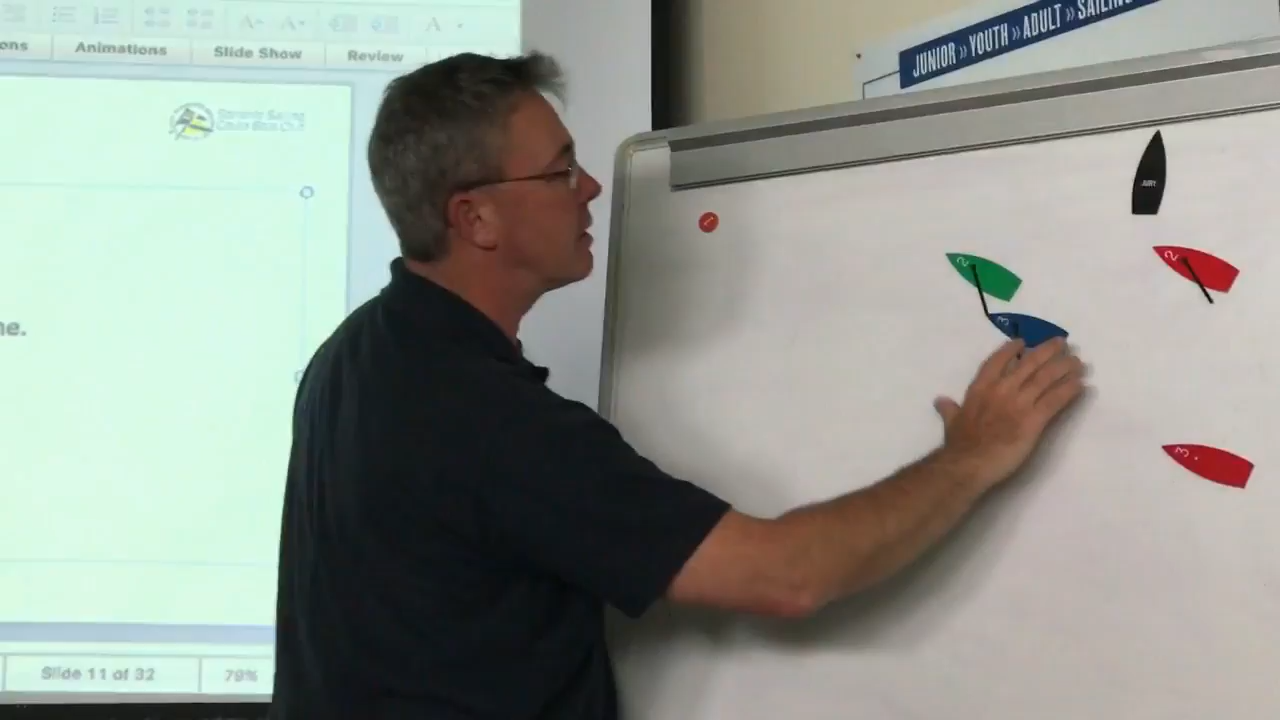 ons Animations Slide Show Review
A A A
JUNIOR » YOUTH » ADULT » SAILING
JURY
1
2
2
3
ne.
3
Slide 11 of 32 79%